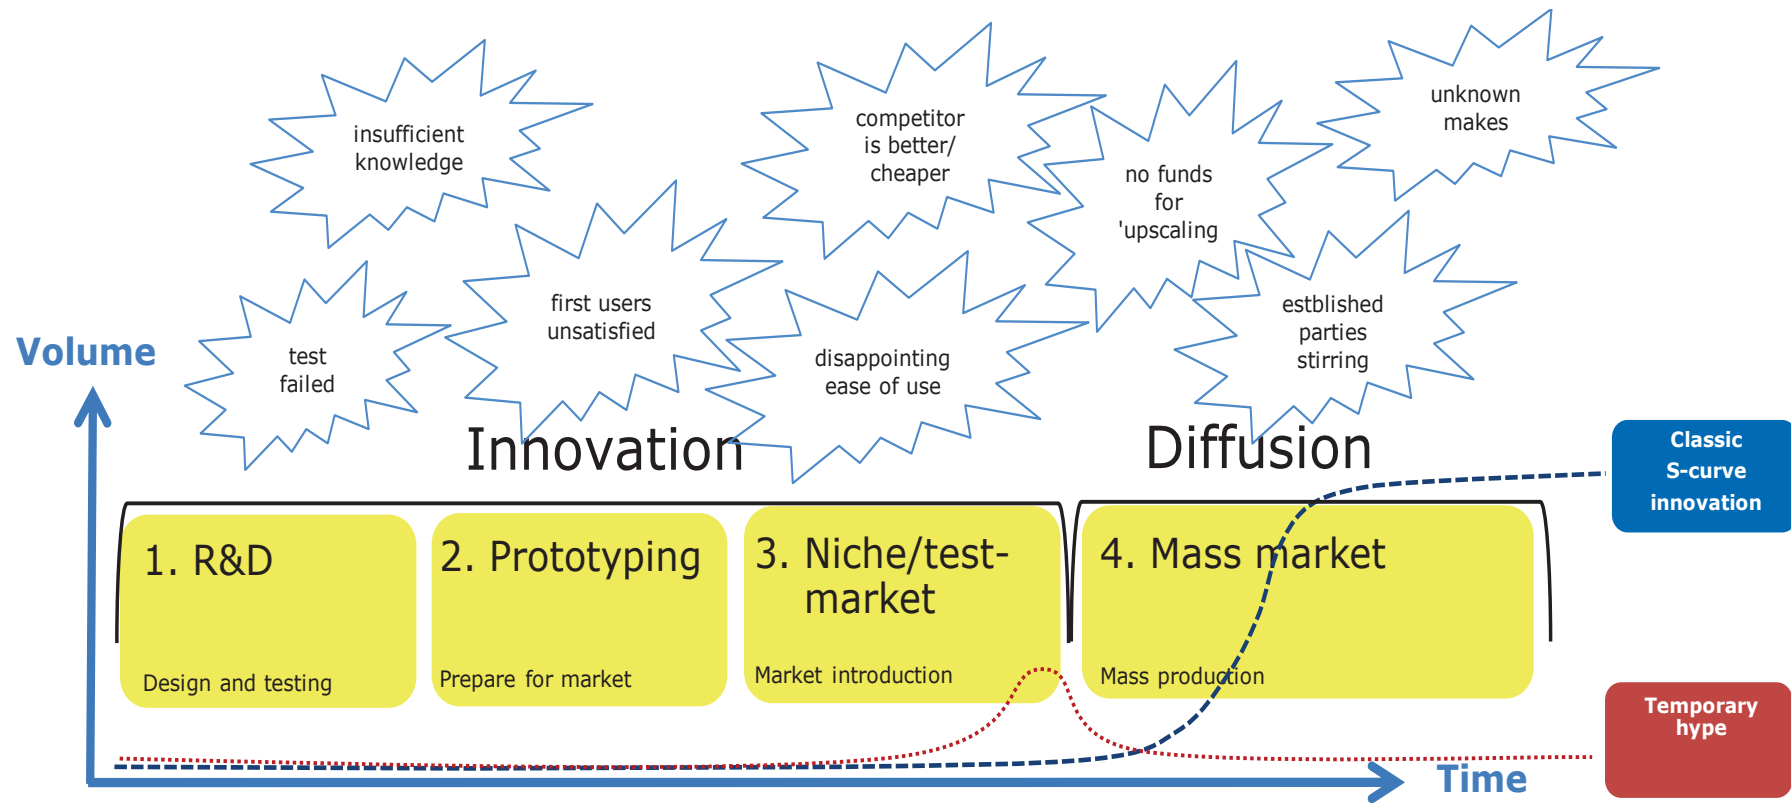 insufficient
knowledge
competitor
is better/
cheaper
no funds
for
'upscaling
unknown
makes
test
failed
first users
unsatisfied
disappointing
ease of use
estblished
parties
stirring
Volume
Innovation
Diffusion
Classic
S-curve
innovation
1. R&D
Design and testing
2. Prototyping
Prepare for market
3. Niche/test-
market
Market introduction
4. Mass market
Mass production
Temporary
hype
Time